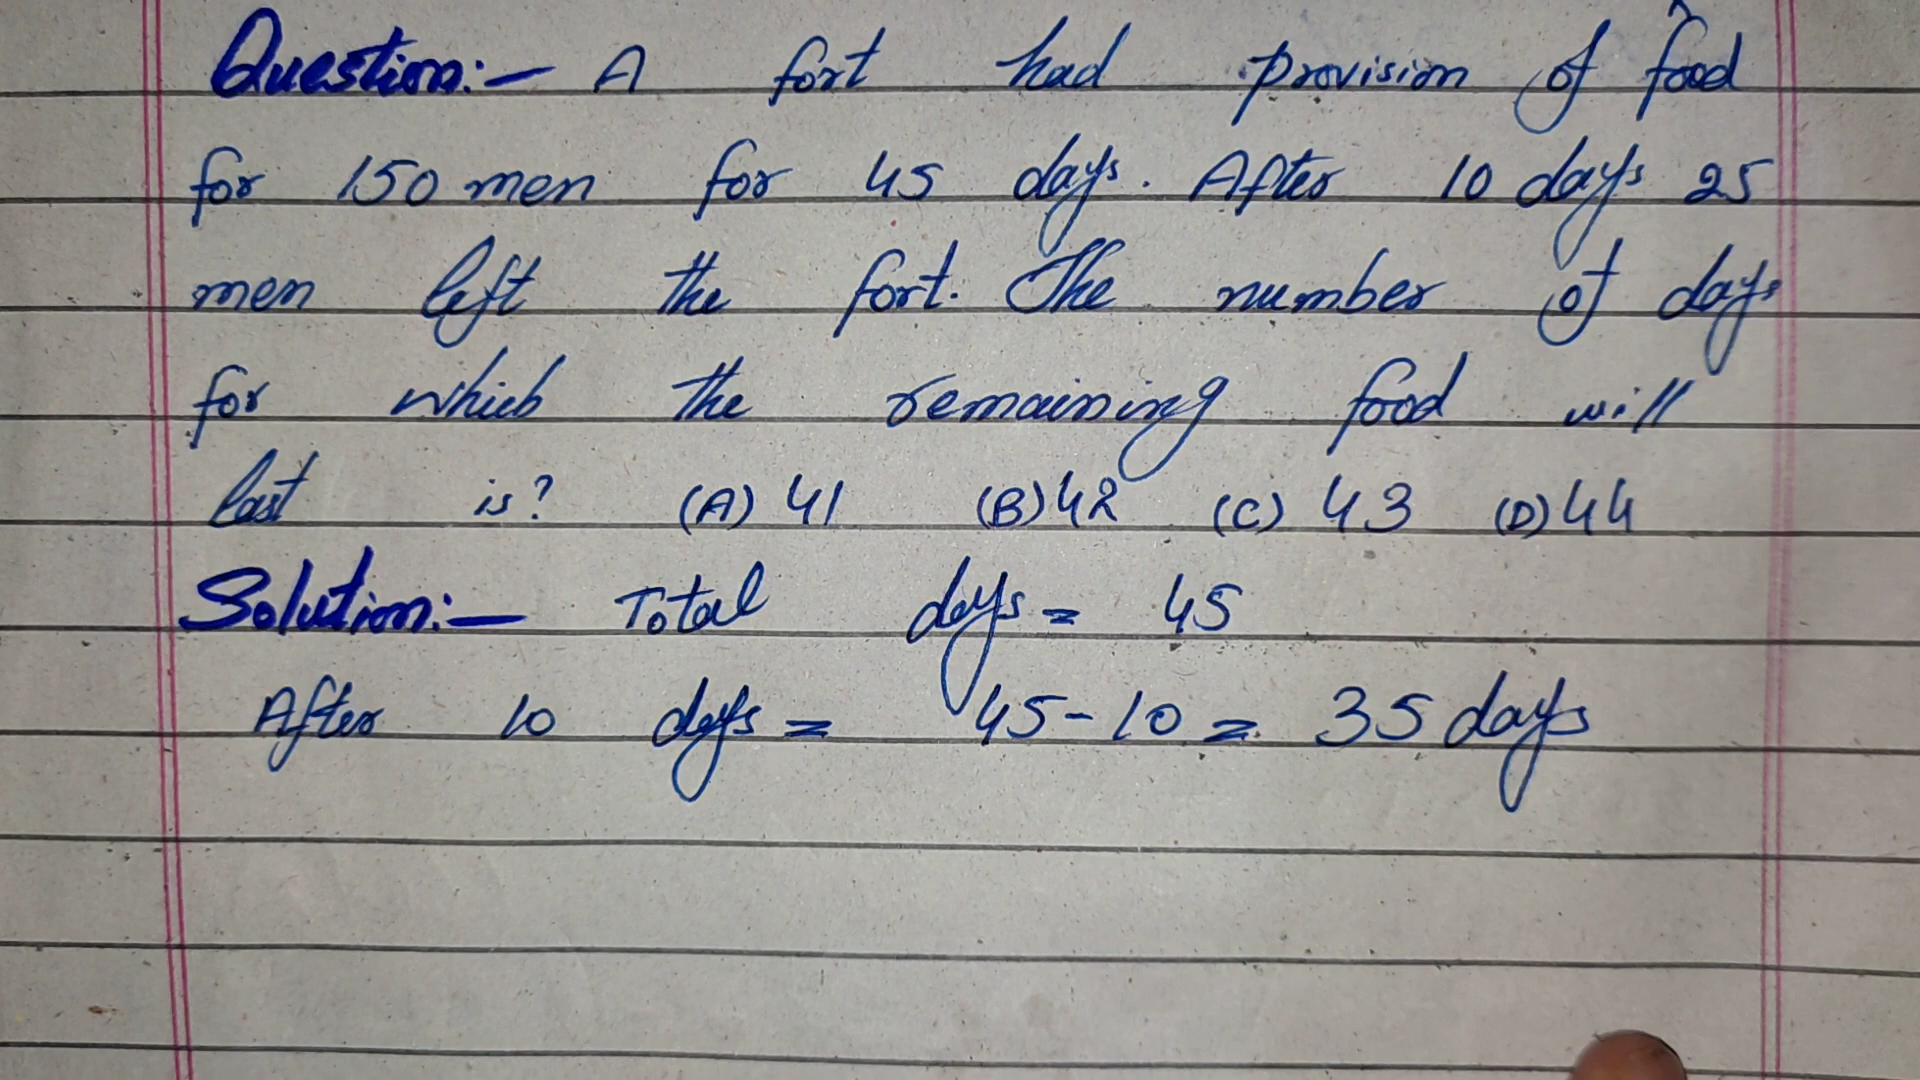 Question:- A fort had provision of food
for 150 men for 45 days. After 10 days 25
men left the fort. The number of days
for which the remaining food will
last is? (A) 41 (B) 42 (C) 43 (D) 44
Solution:- Total days = 45
After 10 days = 45-10 = 35 days